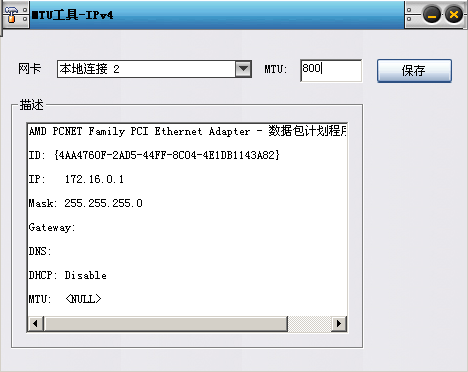 MTU工具-IPv4
网卡 本地连接 2 MTU: 800 保存
描述
AMD PCNET Family PCI Ethernet Adapter - 数据包计划程序
ID: {4AA4760F-2AD5-44FF-8C04-4E1DB1143A82}
IP: 172.16.0.1
Mask: 255.255.255.0
Gateway:
DNS:
DHCP: Disable
MTU: <NULL>